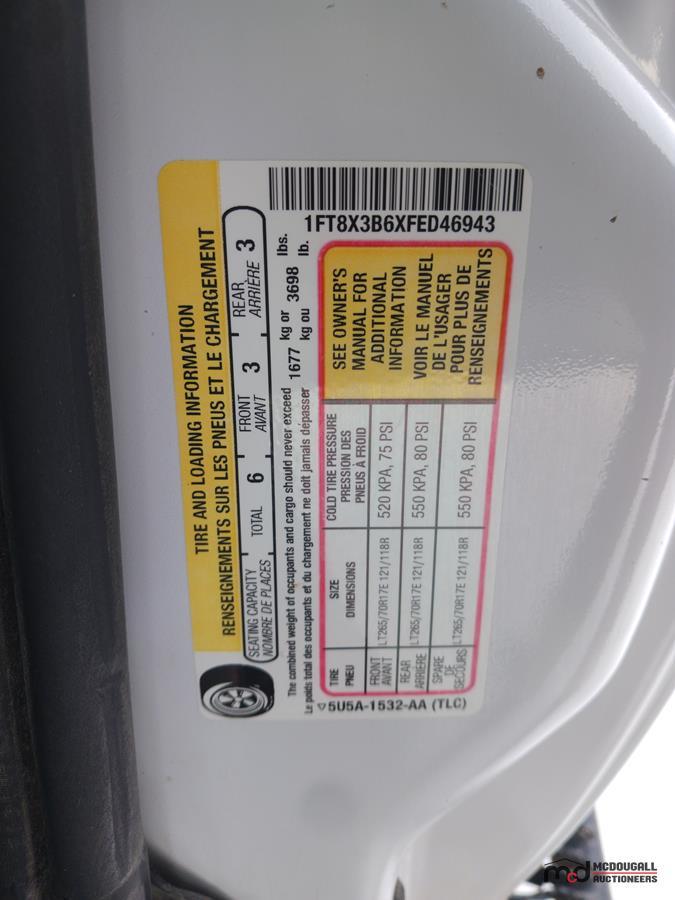 TIRE AND LOADING INFORMATION
RENSEIGNEMENTS SUR LES PNEUS ET LE CHARGEMENT
SEATING CAPACITY
NOMBRE DE PLACES
TOTAL 6
FRONT
AVANT
3
REAR
ARRIÈRE
3
The combined weight of occupants and cargo should never exceed 1677 kg or 3698 lbs.
Le poids total des occupants et du chargement ne doit jamais dépasser 1677 kg ou 3698 lb.
TIRE
PNEU
SIZE
DIMENSIONS
COLD TIRE PRESSURE
PRESSION DES
PNEUS À FROID
FRONT
AVANT
LT265/70R17E 121/118R
520 KPA, 75 PSI
REAR
ARRIÈRE
LT265/70R17E 121/118R
550 KPA, 80 PSI
SPARE
DE
SECOURS
LT265/70R17E 121/118R
550 KPA, 80 PSI
SEE OWNER'S
MANUAL FOR
ADDITIONAL
INFORMATION
VOIR LE MANUEL
DE L'USAGER
POUR PLUS DE
RENSEIGNEMENTS
5U5A-1532-AA (TLC)
1FT8X3B6XFED46943
mcd
MCDOUGALL
AUCTIONEERS